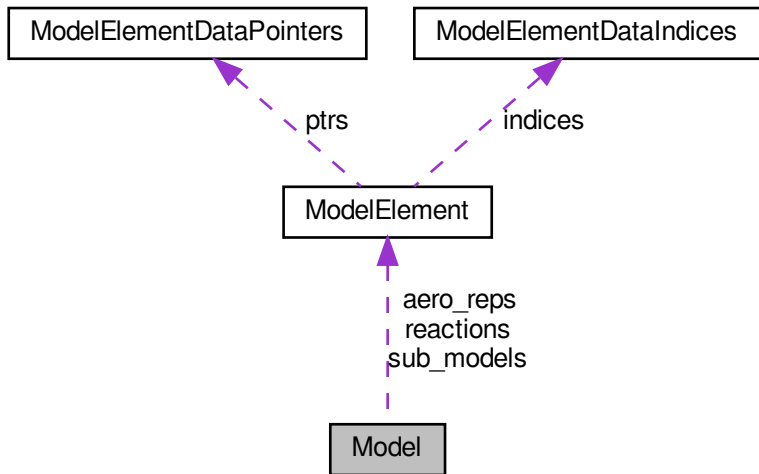 ModelElementDataPointers
ModelElementDataIndices
ptrs
indices
ModelElement
aero_reps
reactions
sub_models
Model